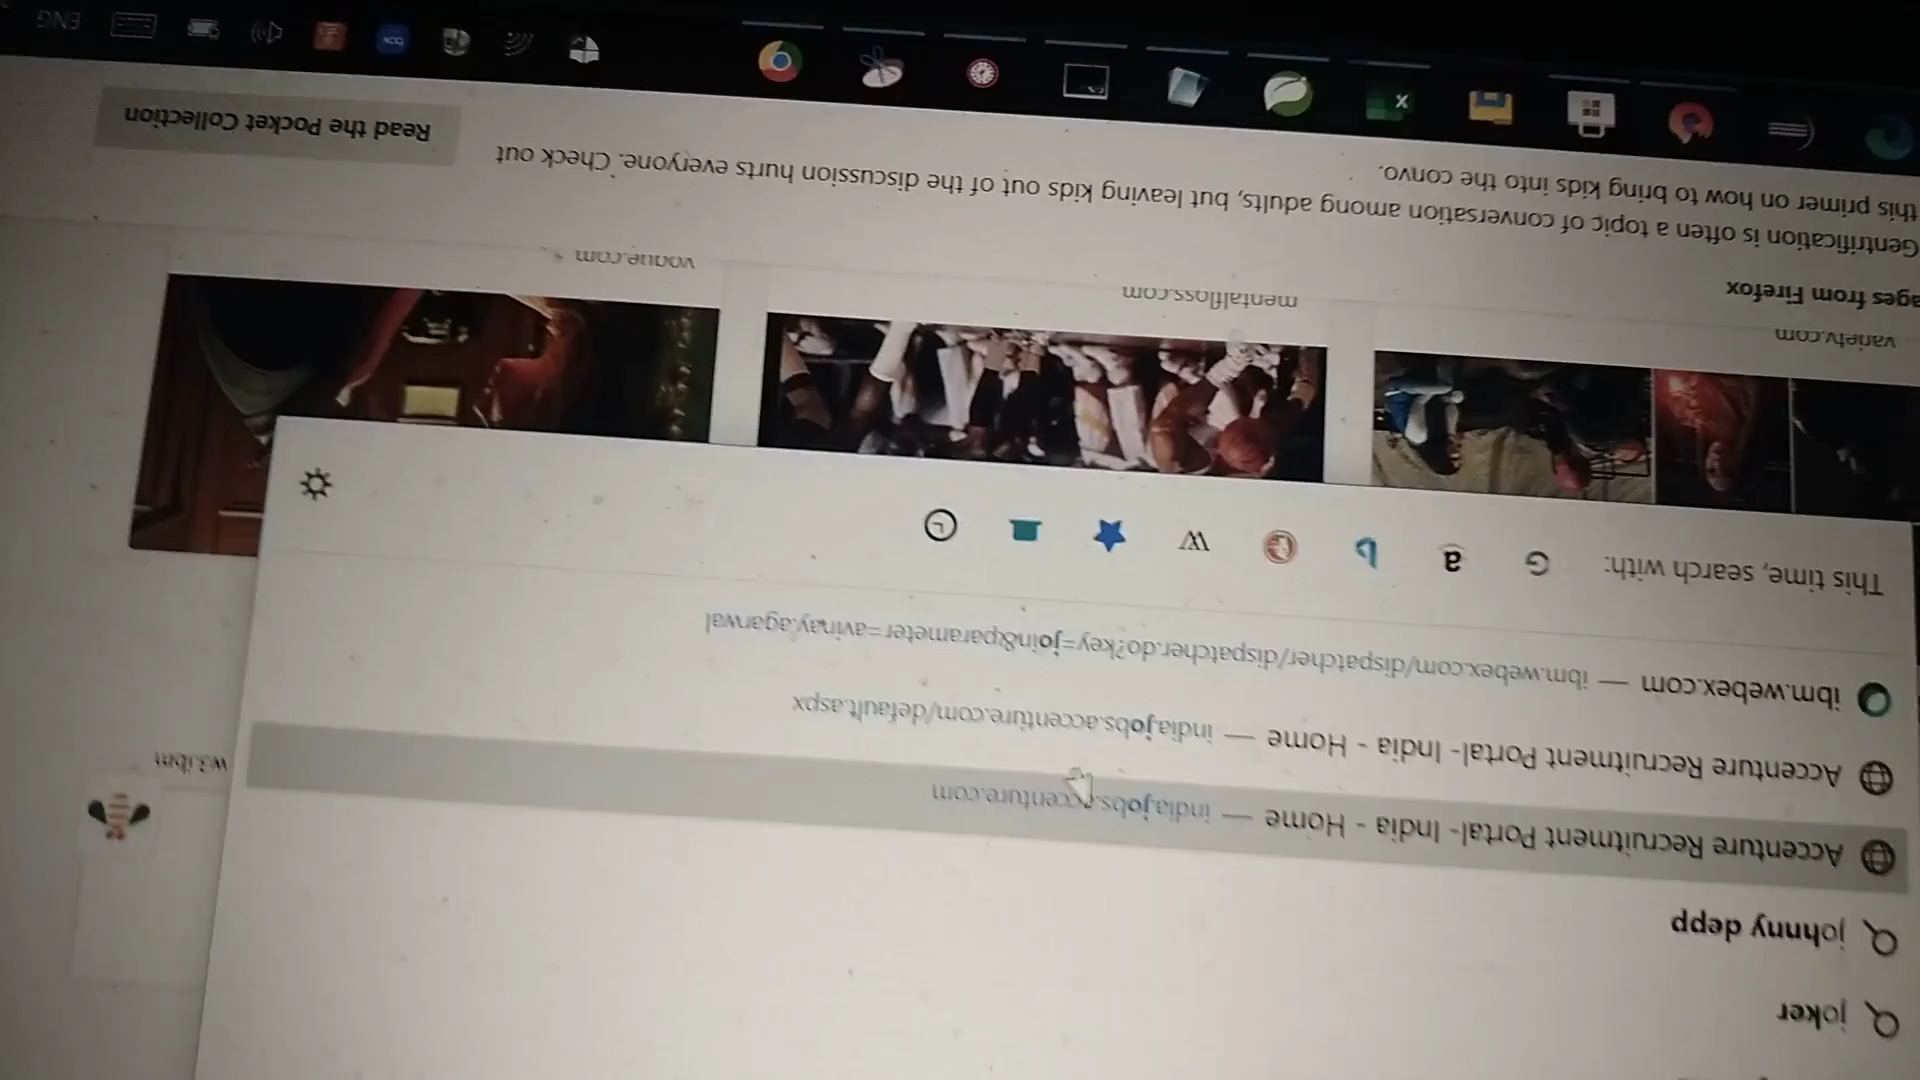 joker
johnny depp
Accenture Recruitment Portal- India - Home — india.jobs.accenture.com
Accenture Recruitment Portal- India - Home — india.jobs.accenture.com/default.aspx
ibm.webex.com — ibm.webex.com/dispatcher/dispatcher.do?key=join&parameter=avinay.agarwal
This time, search with:
G a b W
w3.ibm
variety.com
mentalfloss.com
vogue.com
ages from Firefox
Gentrification is often a topic of conversation among adults, but leaving kids out of the discussion hurts everyone. Check out
this primer on how to bring kids into the convo.
Read the Pocket Collection
X
box
ENG